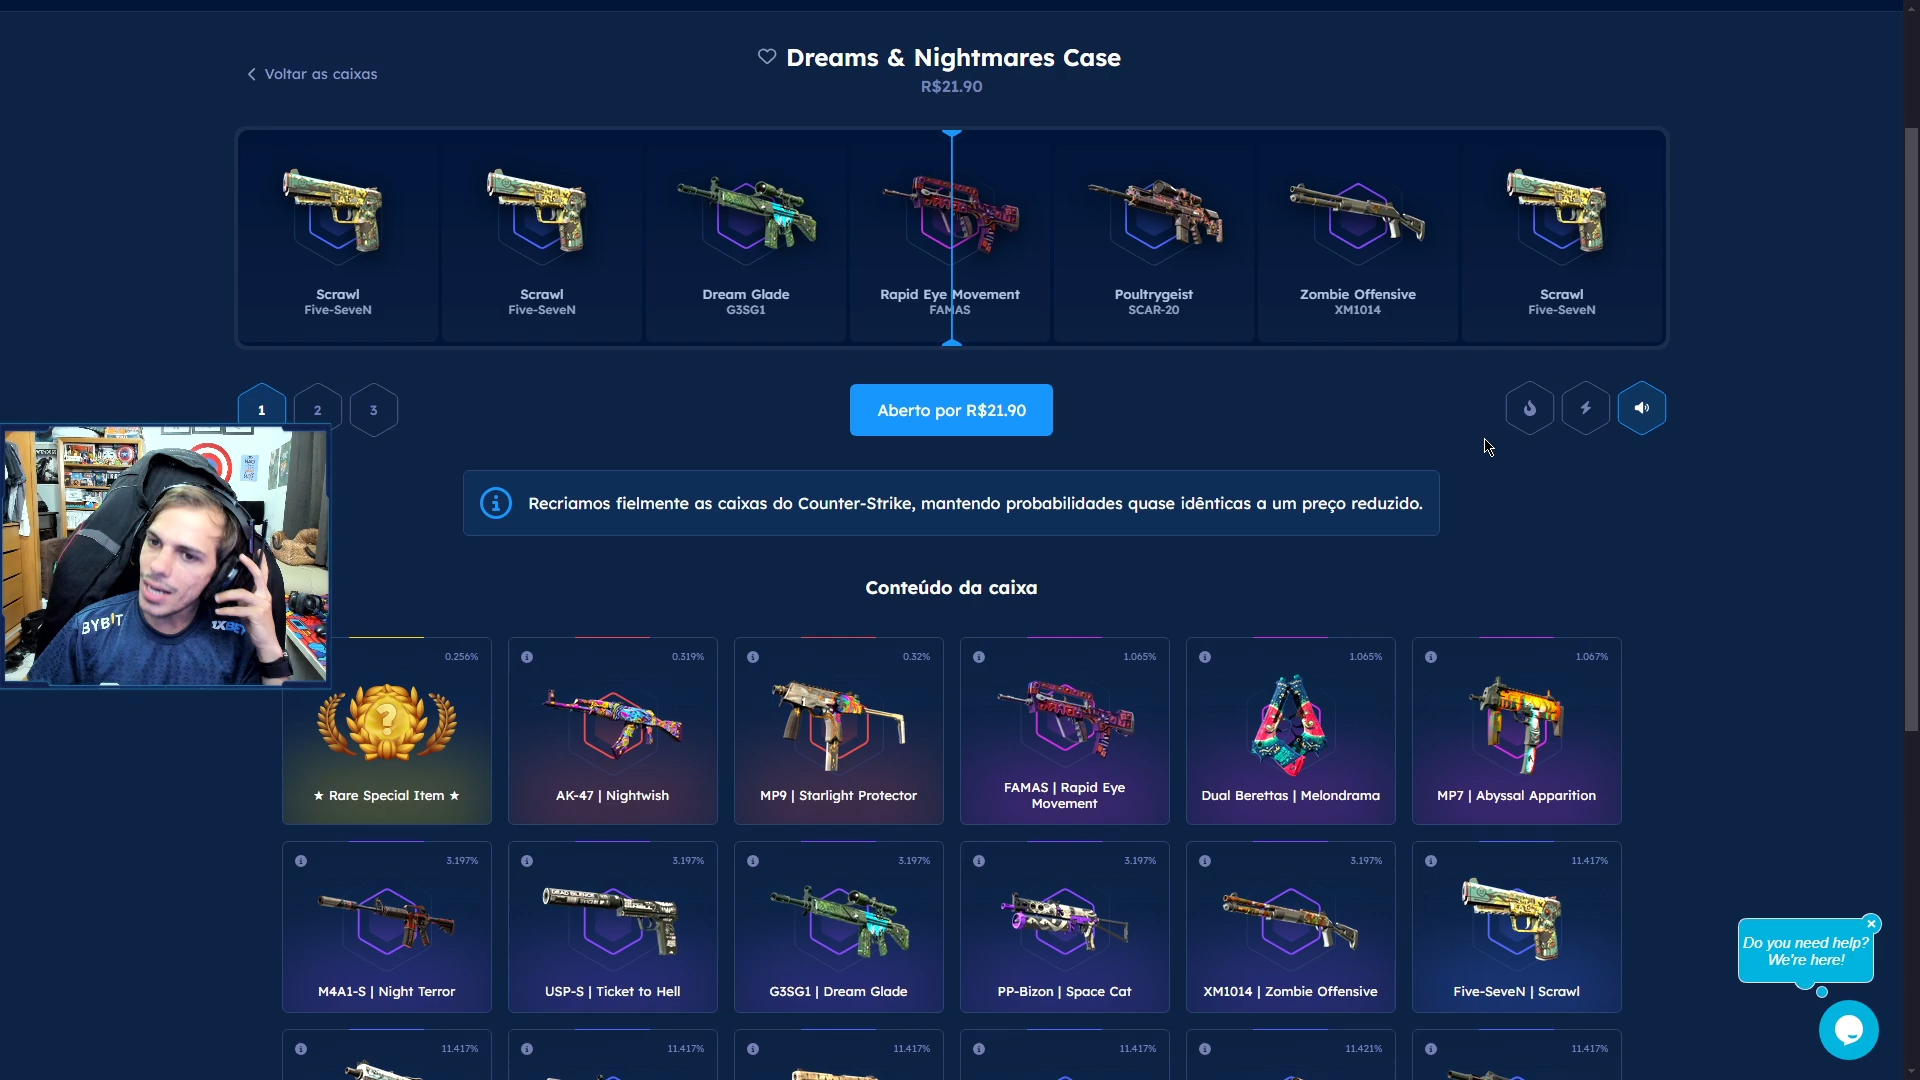 Voltar as caixas
Dreams & Nightmares Case
R$21.90
Scrawl
Five-SeveN
Scrawl
Five-SeveN
Dream Glade
G3SG1
Rapid Eye Movement
FAMAS
Poultrygeist
SCAR-20
Zombie Offensive
XM1014
Scrawl
Five-SeveN
1
2
3
Aberto por R$21.90
Recriamos fielmente as caixas do Counter-Strike, mantendo probabilidades quase idênticas a um preço reduzido.
BYBIT
1XBET
Conteúdo da caixa
0.256%
★ Rare Special Item ★
0.319%
AK-47 | Nightwish
0.32%
MP9 | Starlight Protector
1.065%
FAMAS | Rapid Eye
Movement
1.065%
Dual Berettas | Melondrama
1.067%
MP7 | Abyssal Apparition
3.197%
M4A1-S | Night Terror
3.197%
USP-S | Ticket to Hell
3.197%
G3SG1 | Dream Glade
3.197%
PP-Bizon | Space Cat
3.197%
XM1014 | Zombie Offensive
11.417%
Five-SeveN | Scrawl
11.417%
11.417%
11.417%
11.417%
11.421%
11.417%
Do you need help?
We're here!